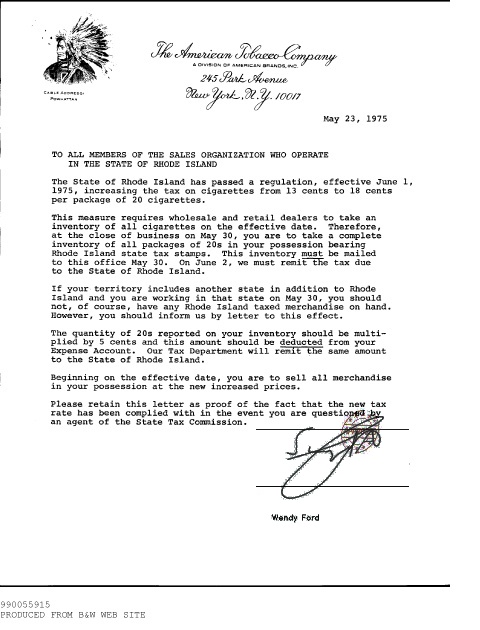 The American Tobacco Company
A DIVISION OF AMERICAN BRANDS, INC.
245 Park Avenue
New York, N.Y. 10017
CABLE ADDRESS:
POWHATTAN
May 23, 1975
TO ALL MEMBERS OF THE SALES ORGANIZATION WHO OPERATE
IN THE STATE OF RHODE ISLAND
The State of Rhode Island has passed a regulation, effective June 1,
1975, increasing the tax on cigarettes from 13 cents to 18 cents
per package of 20 cigarettes.
This measure requires wholesale and retail dealers to take an
inventory of all cigarettes on the effective date. Therefore,
at the close of business on May 30, you are to take a complete
inventory of all packages of 20s in your possession bearing
Rhode Island state tax stamps. This inventory must be mailed
to this office May 30. On June 2, we must remit the tax due
to the State of Rhode Island.
If your territory includes another state in addition to Rhode
Island and you are working in that state on May 30, you should
not, of course, have any Rhode Island taxed merchandise on hand.
However, you should inform us by letter to this effect.
The quantity of 20s reported on your inventory should be multi-
plied by 5 cents and this amount should be deducted from your
Expense Account. Our Tax Department will remit the same amount
to the State of Rhode Island.
Beginning on the effective date, you are to sell all merchandise
in your possession at the new increased prices.
Please retain this letter as proof of the fact that the new tax
rate has been complied with in the event you are questioned by
an agent of the State Tax Commission.
Wendy Ford
990055915
PRODUCED FROM B&W WEB SITE